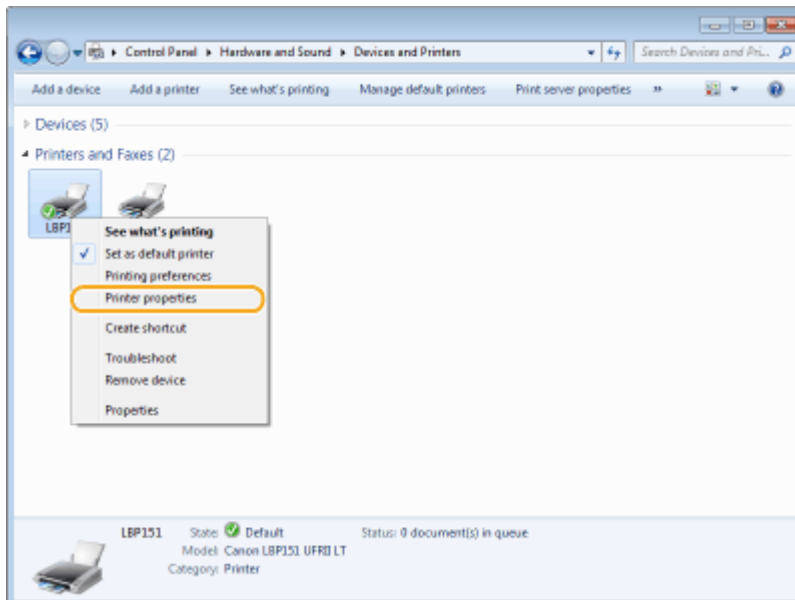 Control Panel Hardware and Sound Devices and Printers Search Devices and Pri...
Add a device Add a printer See what's printing Manage default printers Print server properties »
Devices (5)
Printers and Faxes (2)
LBP1
See what's printing
Set as default printer
Printing preferences
Printer properties
Create shortcut
Troubleshoot
Remove device
Properties
LBP151 State: Default Status: 0 document(s) in queue
Model: Canon LBP151 UFRII LT
Category: Printer